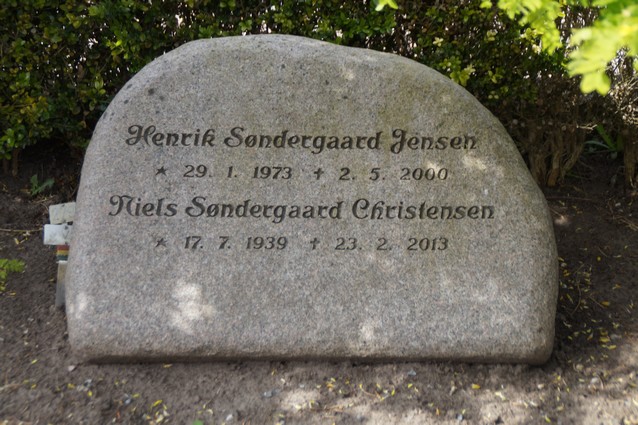 Henrik Søndergaard Jensen
★ 29. 1. 1973 ✝ 2. 5. 2000
Niels Søndergaard Christensen
★ 17. 7. 1939 ✝ 23. 2. 2013